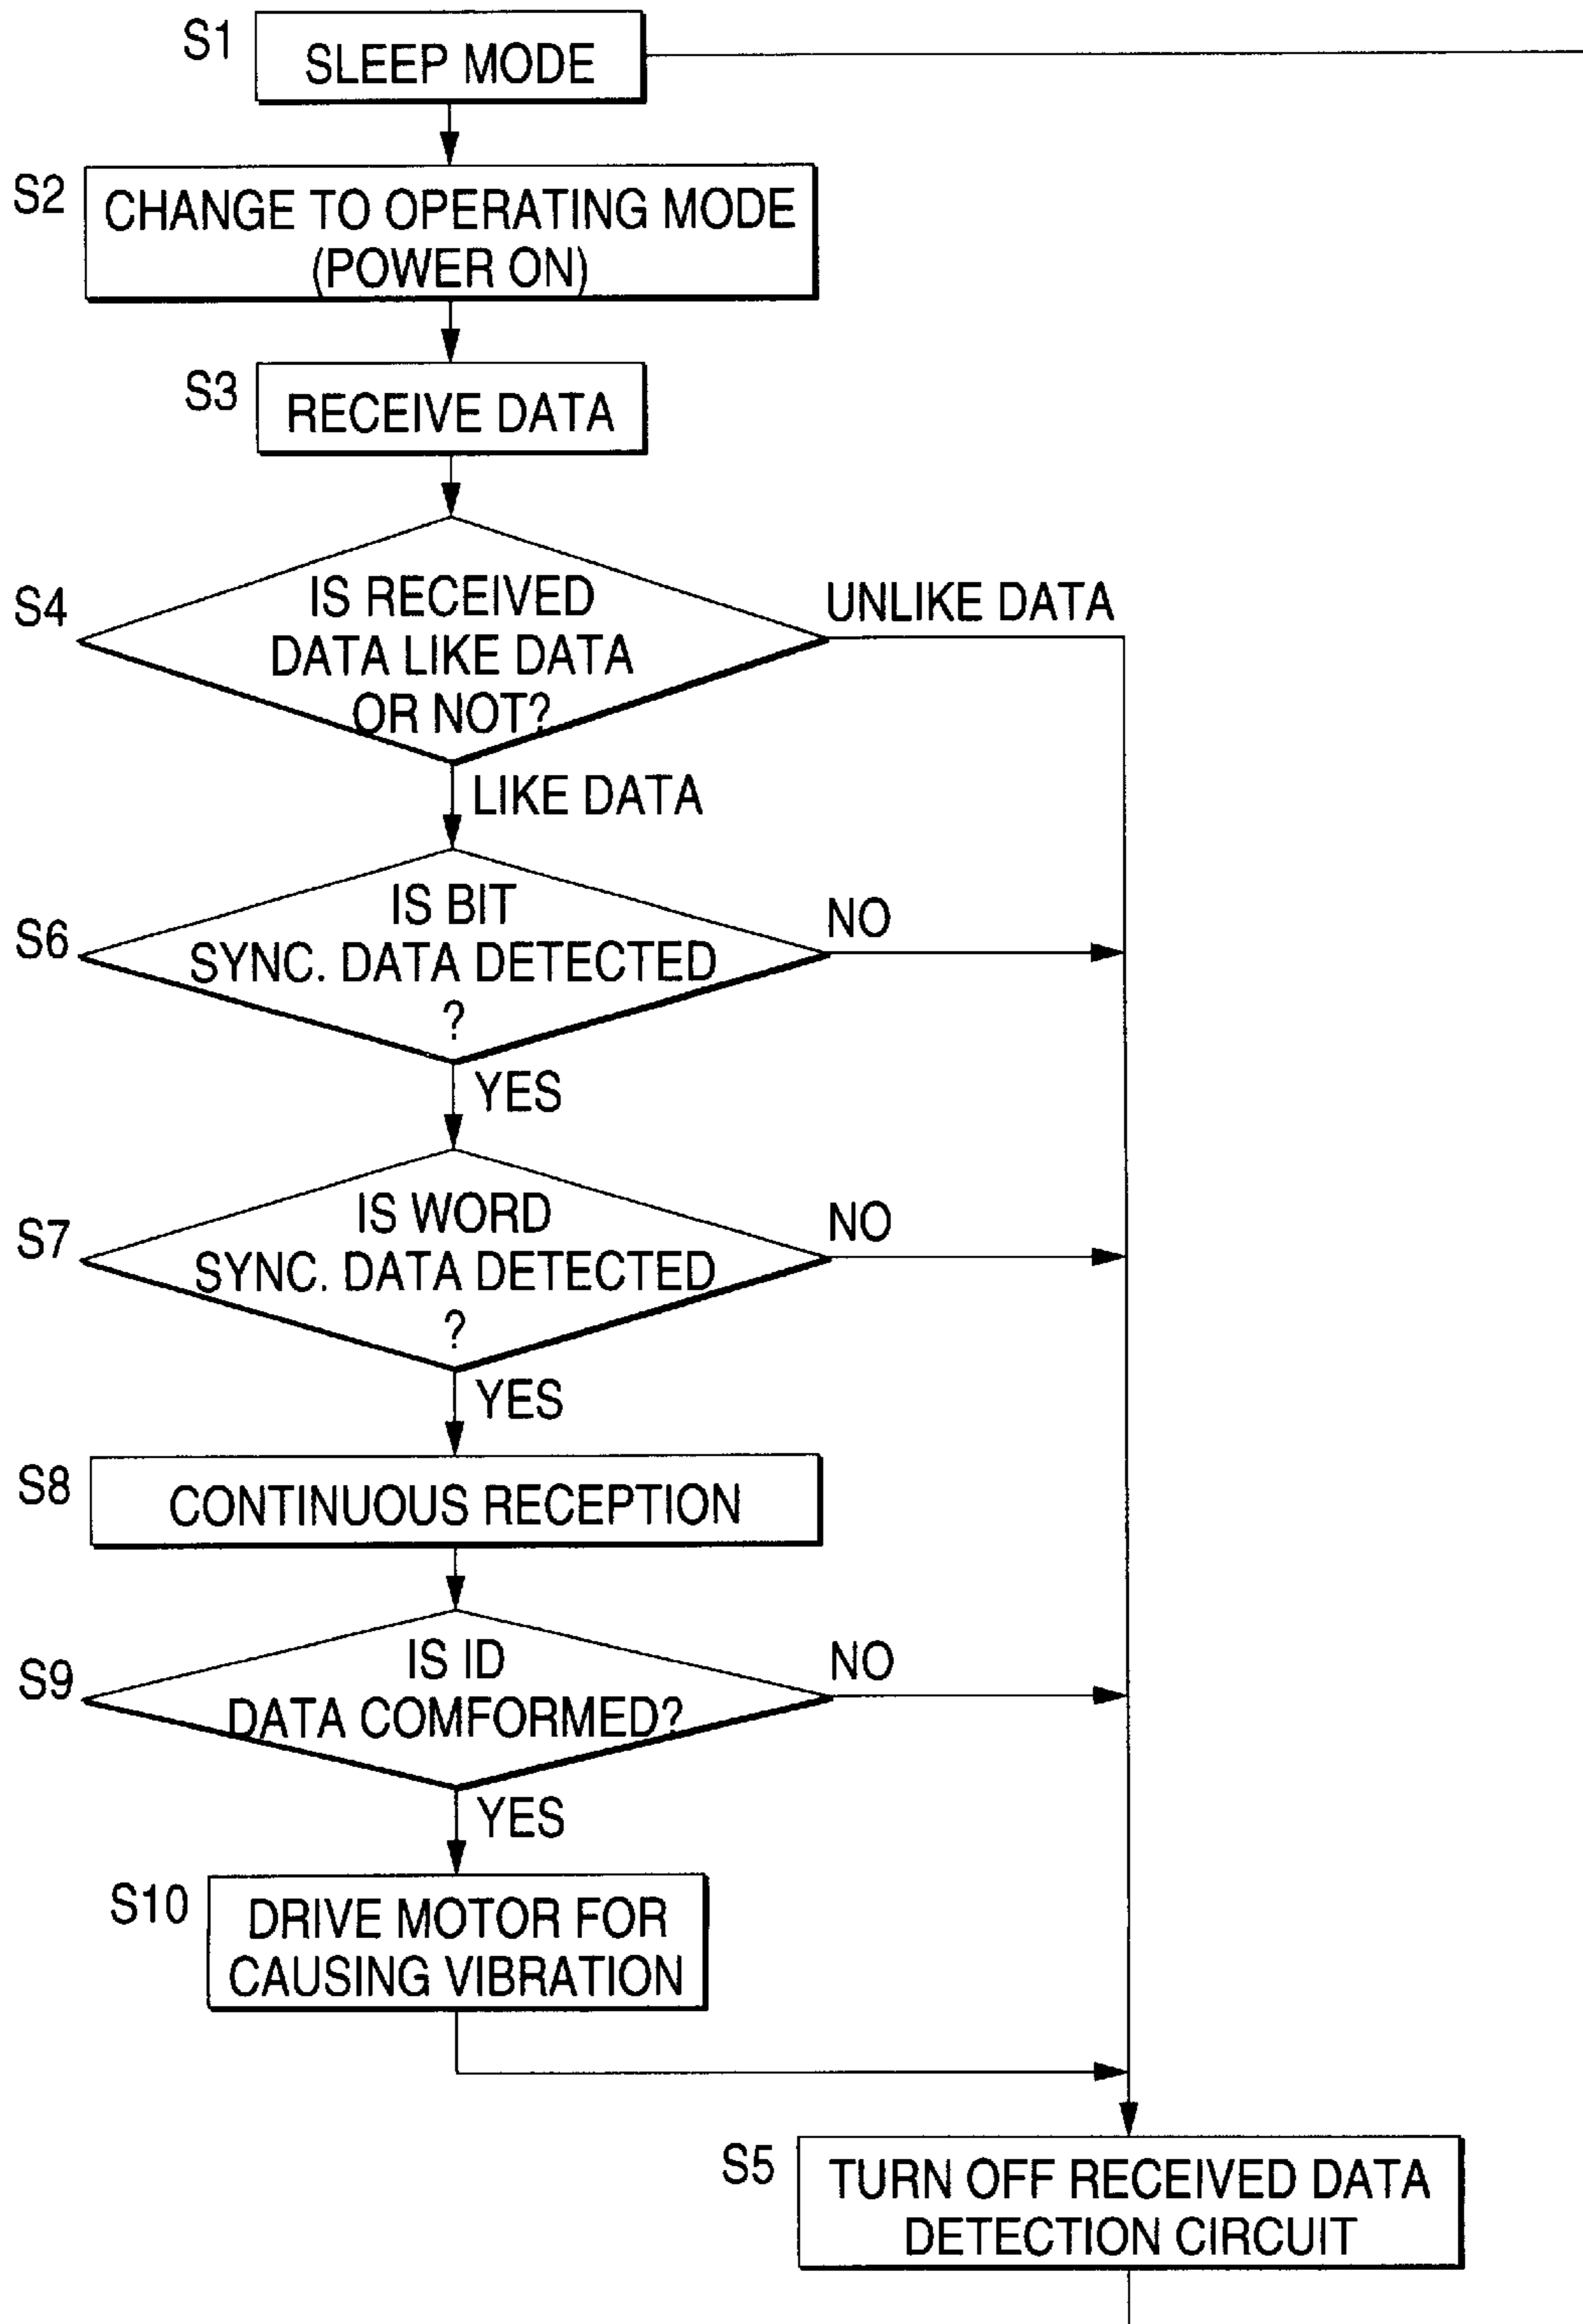 S1
SLEEP MODE
S2
CHANGE TO OPERATING MODE
(POWER ON)
S3
RECEIVE DATA
S4
IS RECEIVED
DATA LIKE DATA
OR NOT?
UNLIKE DATA
LIKE DATA
S6
IS BIT
SYNC. DATA DETECTED
?
NO
YES
S7
IS WORD
SYNC. DATA DETECTED
?
NO
YES
S8
CONTINUOUS RECEPTION
S9
IS ID
DATA COMFORMED?
NO
YES
S10
DRIVE MOTOR FOR
CAUSING VIBRATION
S5
TURN OFF RECEIVED DATA
DETECTION CIRCUIT